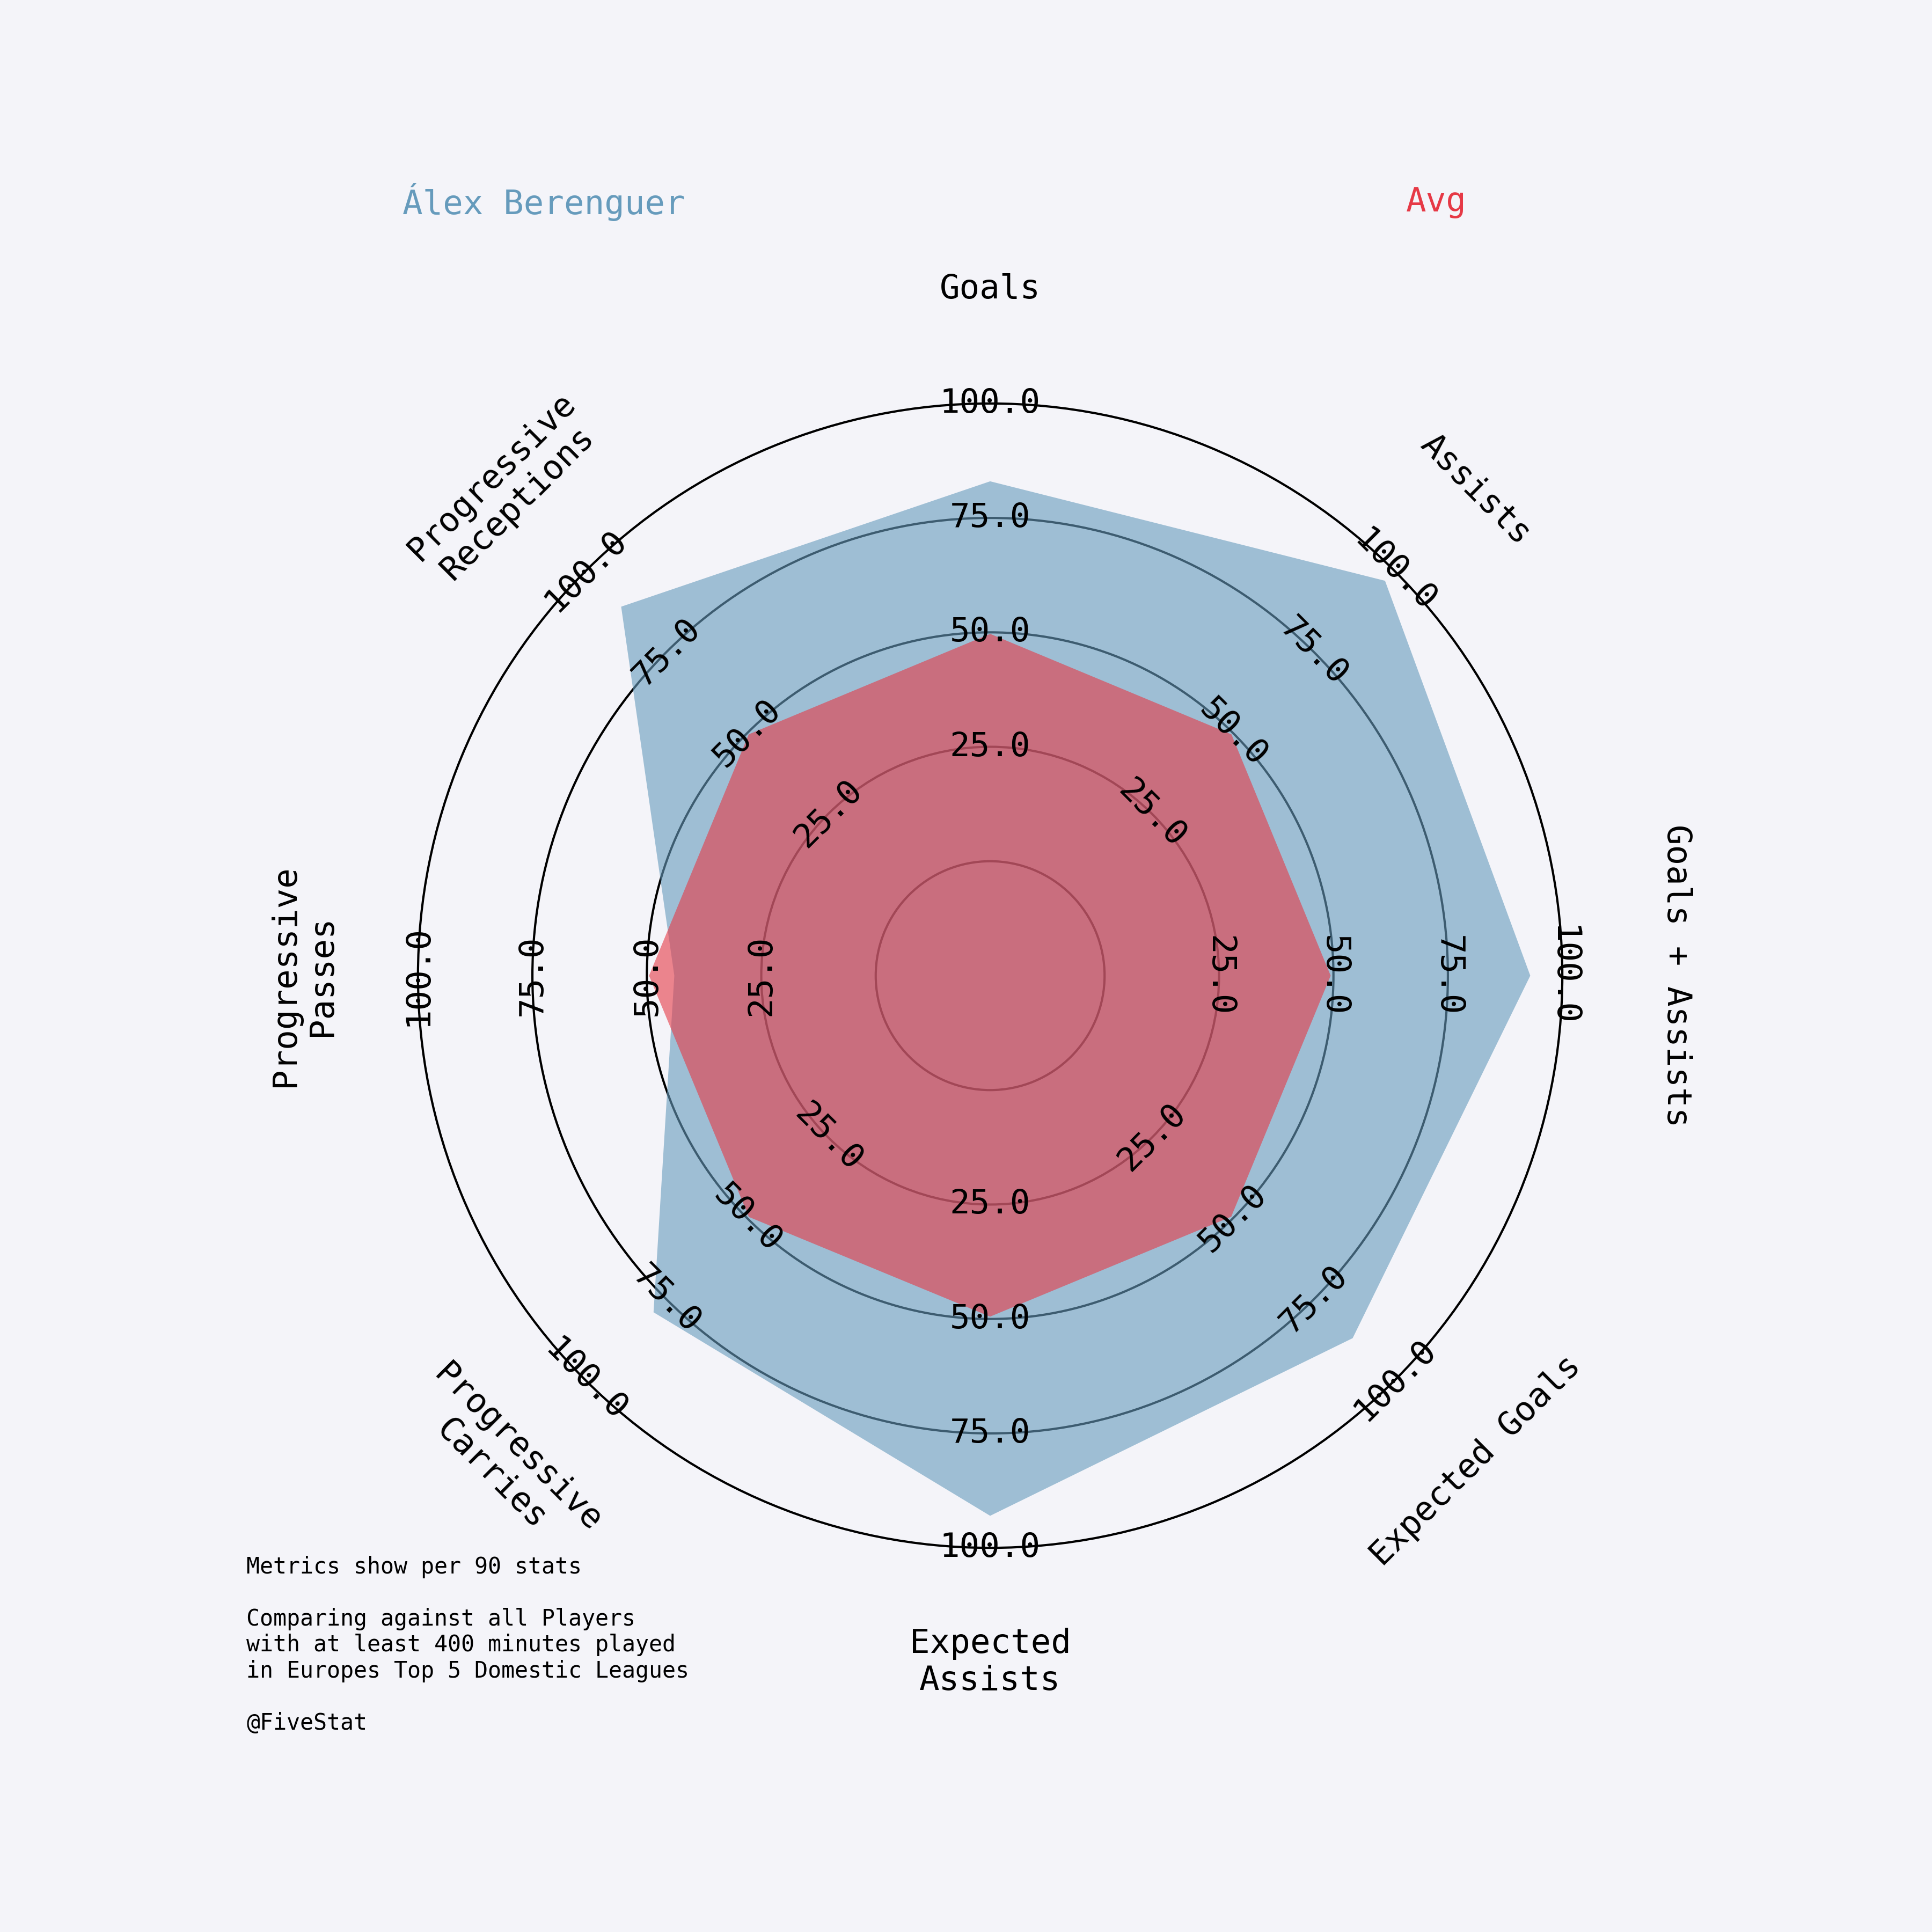 Álex Berenguer
Avg
Goals
Assists
Goals + Assists
Expected Goals
Expected
Assists
Progressive
Carries
Progressive
Passes
Progressive
Receptions
25.0
50.0
75.0
100.0
25.0
50.0
75.0
100.0
25.0
50.0
75.0
100.0
25.0
50.0
75.0
100.0
25.0
50.0
75.0
100.0
25.0
50.0
75.0
100.0
25.0
50.0
75.0
100.0
25.0
50.0
75.0
100.0
Metrics show per 90 stats
Comparing against all Players
with at least 400 minutes played
in Europes Top 5 Domestic Leagues
@FiveStat